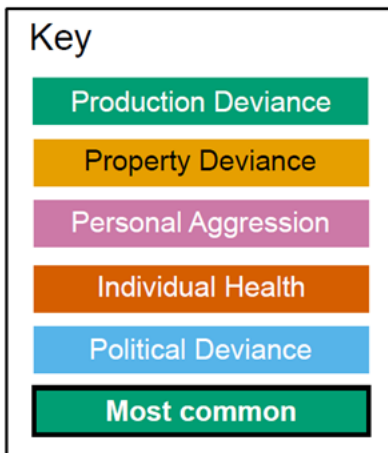 Key
Production Deviance
Property Deviance
Personal Aggression
Individual Health
Political Deviance
Most common